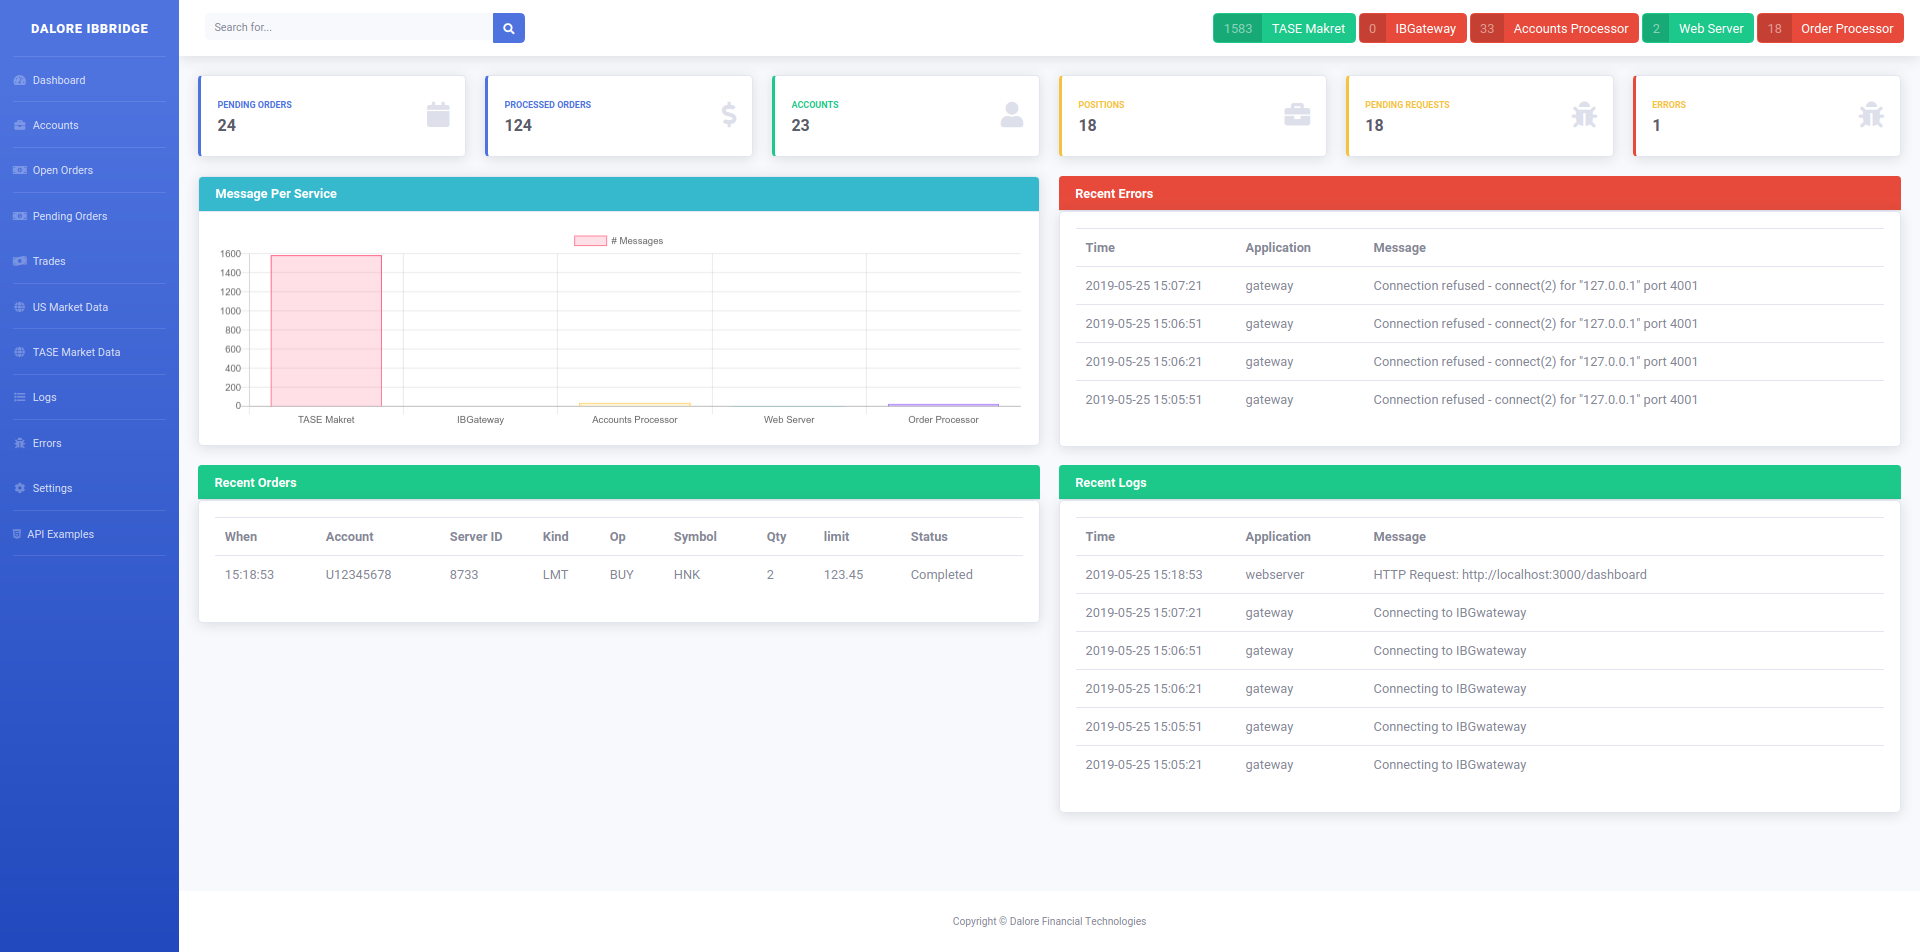 DALORE IBBRIDGE
Dashboard
Accounts
Open Orders
Pending Orders
Trades
US Market Data
TASE Market Data
Logs
Errors
Settings
API Examples
Search for...
1583 TASE Makret 0 IBGateway 33 Accounts Processor 2 Web Server 18 Order Processor
PENDING ORDERS
24
PROCESSED ORDERS
124
ACCOUNTS
23
POSITIONS
18
PENDING REQUESTS
18
ERRORS
1
Message Per Service
# Messages
1600
1400
1200
1000
800
600
400
200
0
TASE Makret IBGateway Accounts Processor Web Server Order Processor
Recent Errors
Time Application Message
2019-05-25 15:07:21 gateway Connection refused - connect(2) for "127.0.0.1" port 4001
2019-05-25 15:06:51 gateway Connection refused - connect(2) for "127.0.0.1" port 4001
2019-05-25 15:06:21 gateway Connection refused - connect(2) for "127.0.0.1" port 4001
2019-05-25 15:05:51 gateway Connection refused - connect(2) for "127.0.0.1" port 4001
Recent Orders
When Account Server ID Kind Op Symbol Qty limit Status
15:18:53 U12345678 8733 LMT BUY HNK 2 123.45 Completed
Recent Logs
Time Application Message
2019-05-25 15:18:53 webserver HTTP Request: http://localhost:3000/dashboard
2019-05-25 15:07:21 gateway Connecting to IBGwateway
2019-05-25 15:06:51 gateway Connecting to IBGwateway
2019-05-25 15:06:21 gateway Connecting to IBGwateway
2019-05-25 15:05:51 gateway Connecting to IBGwateway
2019-05-25 15:05:21 gateway Connecting to IBGwateway
Copyright © Dalore Financial Technologies